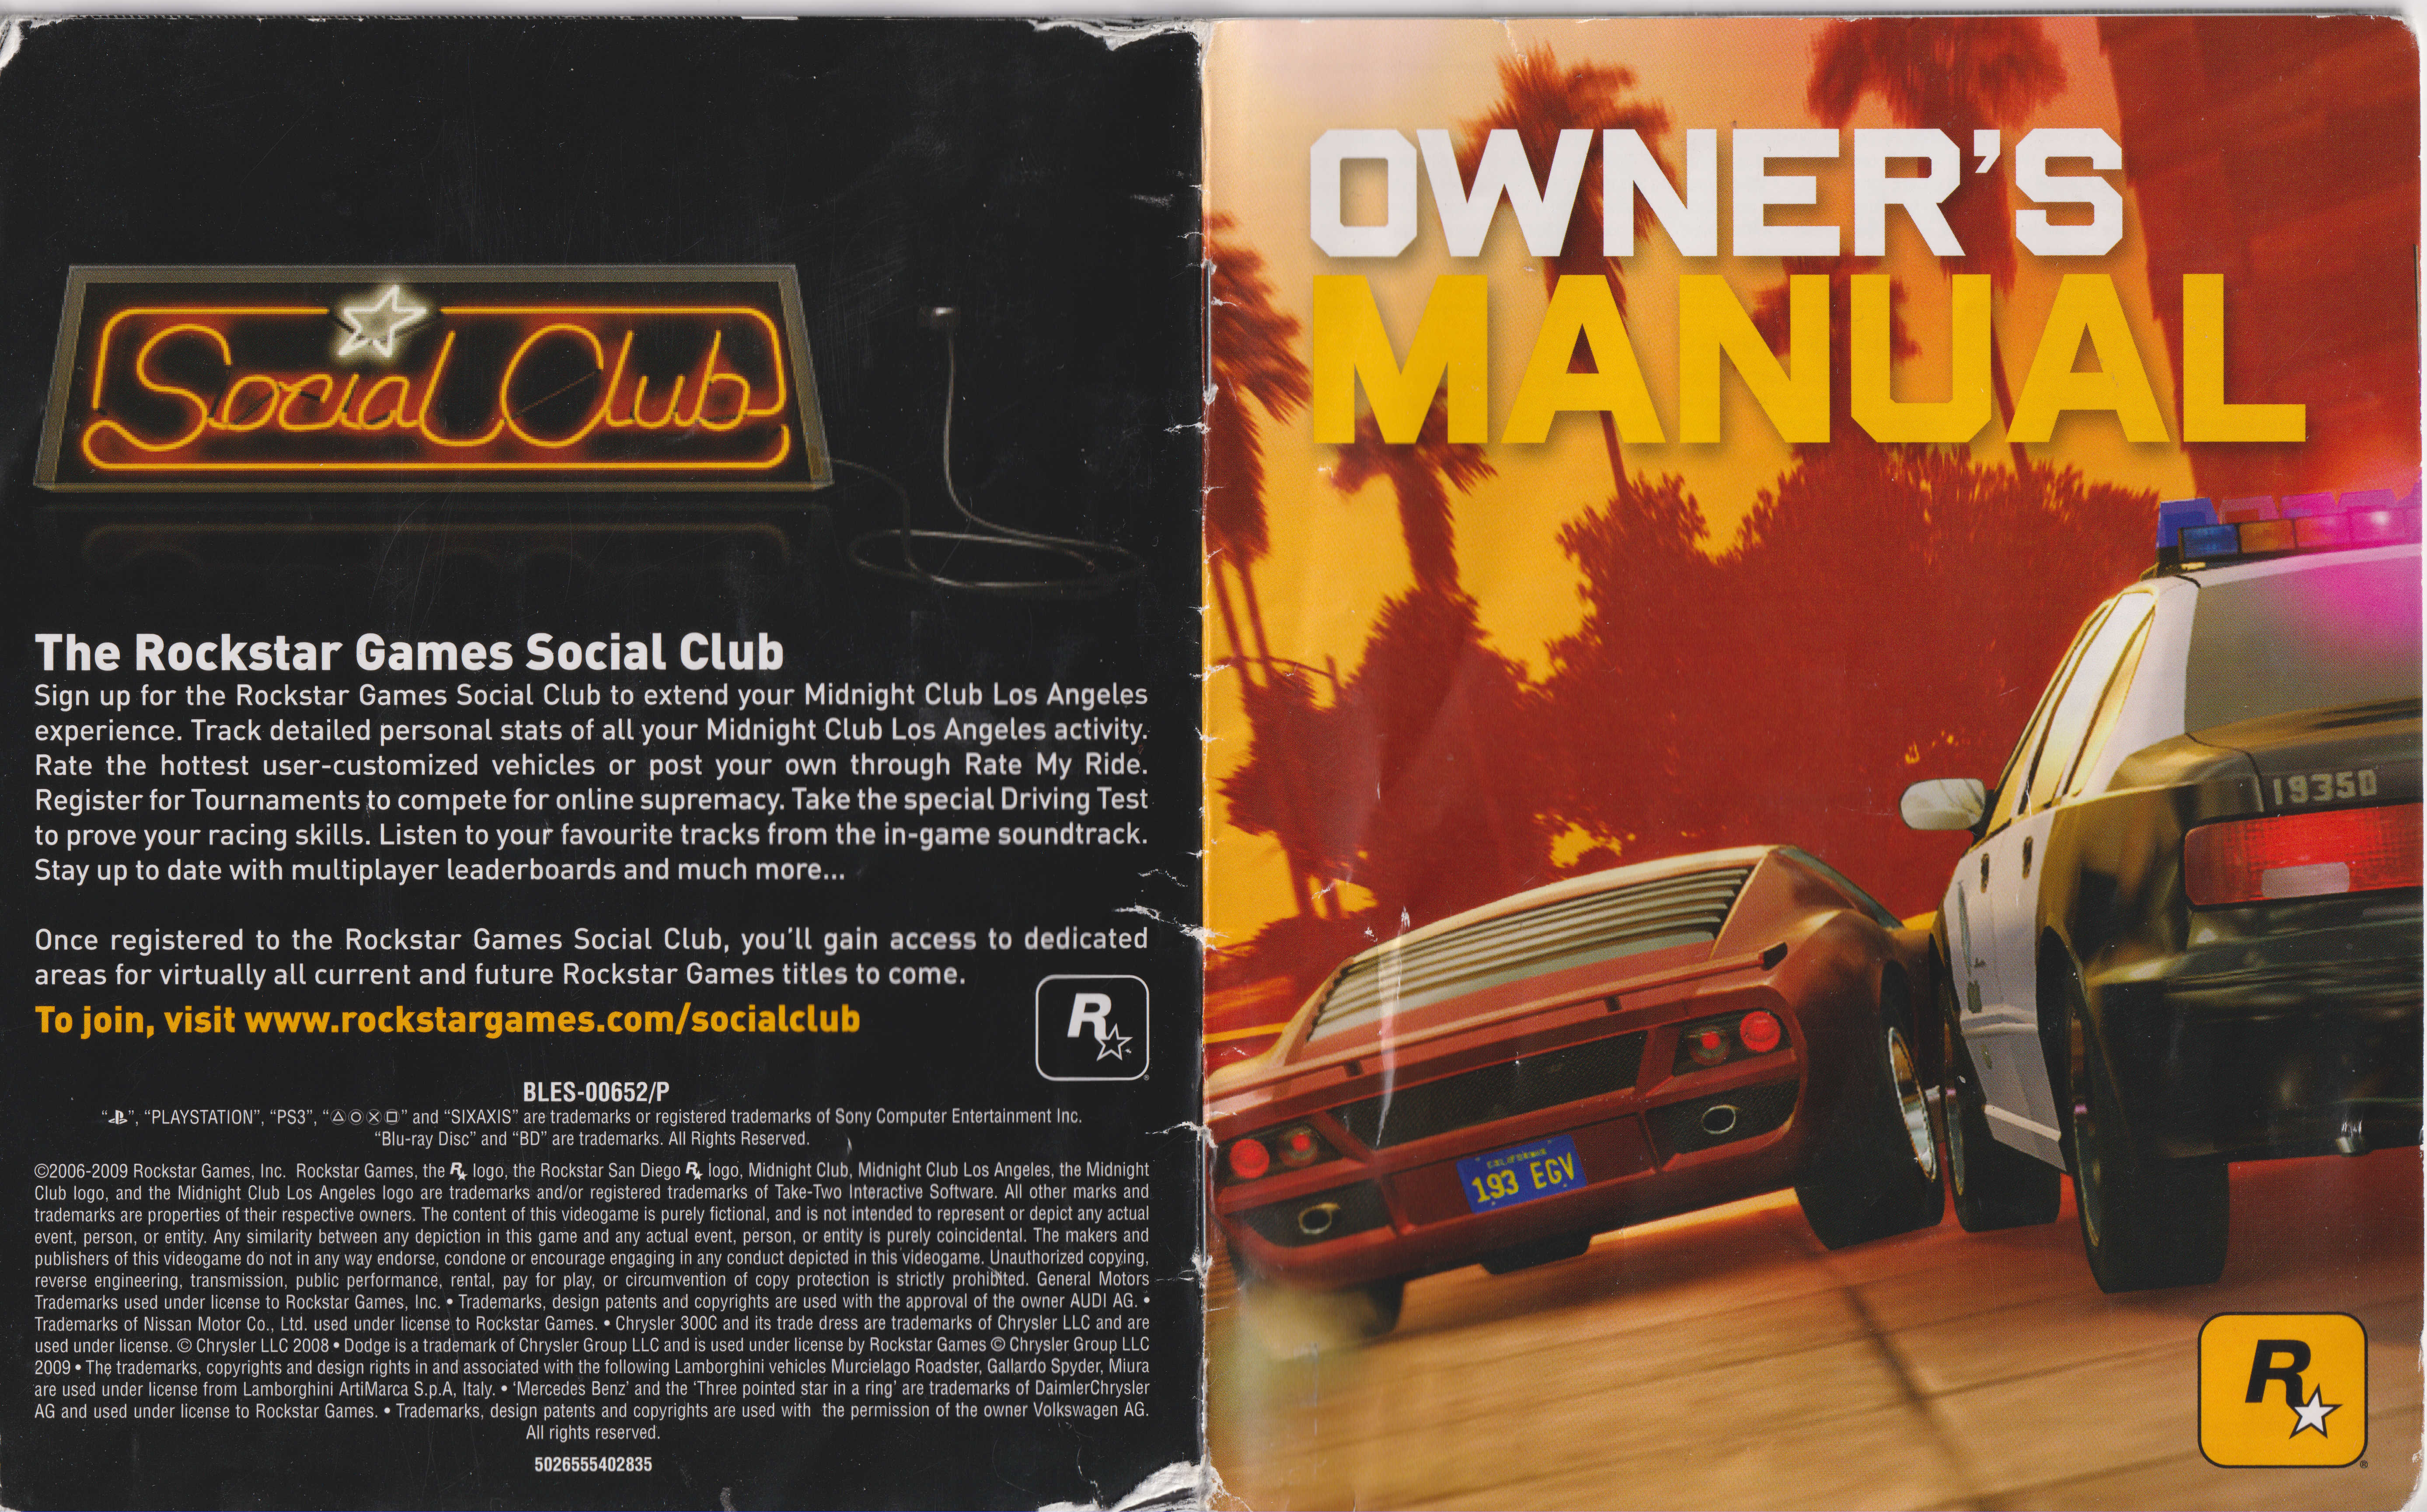 Social Club
The Rockstar Games Social Club
Sign up for the Rockstar Games Social Club to extend your Midnight Club Los Angeles
experience. Track detailed personal stats of all your Midnight Club Los Angeles activity.
Rate the hottest user-customized vehicles or post your own through Rate My Ride.
Register for Tournaments to compete for online supremacy. Take the special Driving Test
to prove your racing skills. Listen to your favourite tracks from the in-game soundtrack.
Stay up to date with multiplayer leaderboards and much more...
Once registered to the Rockstar Games Social Club, you'll gain access to dedicated
areas for virtually all current and future Rockstar Games titles to come.
To join, visit www.rockstargames.com/socialclub
R
®
BLES-00652/P
“ ”, “PLAYSTATION”, “PS3”, “△○✕□” and “SIXAXIS” are trademarks or registered trademarks of Sony Computer Entertainment Inc.
“Blu-ray Disc” and “BD” are trademarks. All Rights Reserved.
©2006-2009 Rockstar Games, Inc. Rockstar Games, the R logo, the Rockstar San Diego R logo, Midnight Club, Midnight Club Los Angeles, the Midnight
Club logo, and the Midnight Club Los Angeles logo are trademarks and/or registered trademarks of Take-Two Interactive Software. All other marks and
trademarks are properties of their respective owners. The content of this videogame is purely fictional, and is not intended to represent or depict any actual
event, person, or entity. Any similarity between any depiction in this game and any actual event, person, or entity is purely coincidental. The makers and
publishers of this videogame do not in any way endorse, condone or encourage engaging in any conduct depicted in this videogame. Unauthorized copying,
reverse engineering, transmission, public performance, rental, pay for play, or circumvention of copy protection is strictly prohibited. General Motors
Trademarks used under license to Rockstar Games, Inc. • Trademarks, design patents and copyrights are used with the approval of the owner AUDI AG. •
Trademarks of Nissan Motor Co., Ltd. used under license to Rockstar Games. • Chrysler 300C and its trade dress are trademarks of Chrysler LLC and are
used under license. © Chrysler LLC 2008 • Dodge is a trademark of Chrysler Group LLC and is used under license by Rockstar Games © Chrysler Group LLC
2009 • The trademarks, copyrights and design rights in and associated with the following Lamborghini vehicles Murcielago Roadster, Gallardo Spyder, Miura
are used under license from Lamborghini ArtiMarca S.p.A, Italy. • ‘Mercedes Benz’ and the ‘Three pointed star in a ring’ are trademarks of DaimlerChrysler
AG and used under license to Rockstar Games. • Trademarks, design patents and copyrights are used with the permission of the owner Volkswagen AG.
All rights reserved.
5026555402835
OWNER'S
MANUAL
19350
CALIFORNIA
193 EGV
R
®